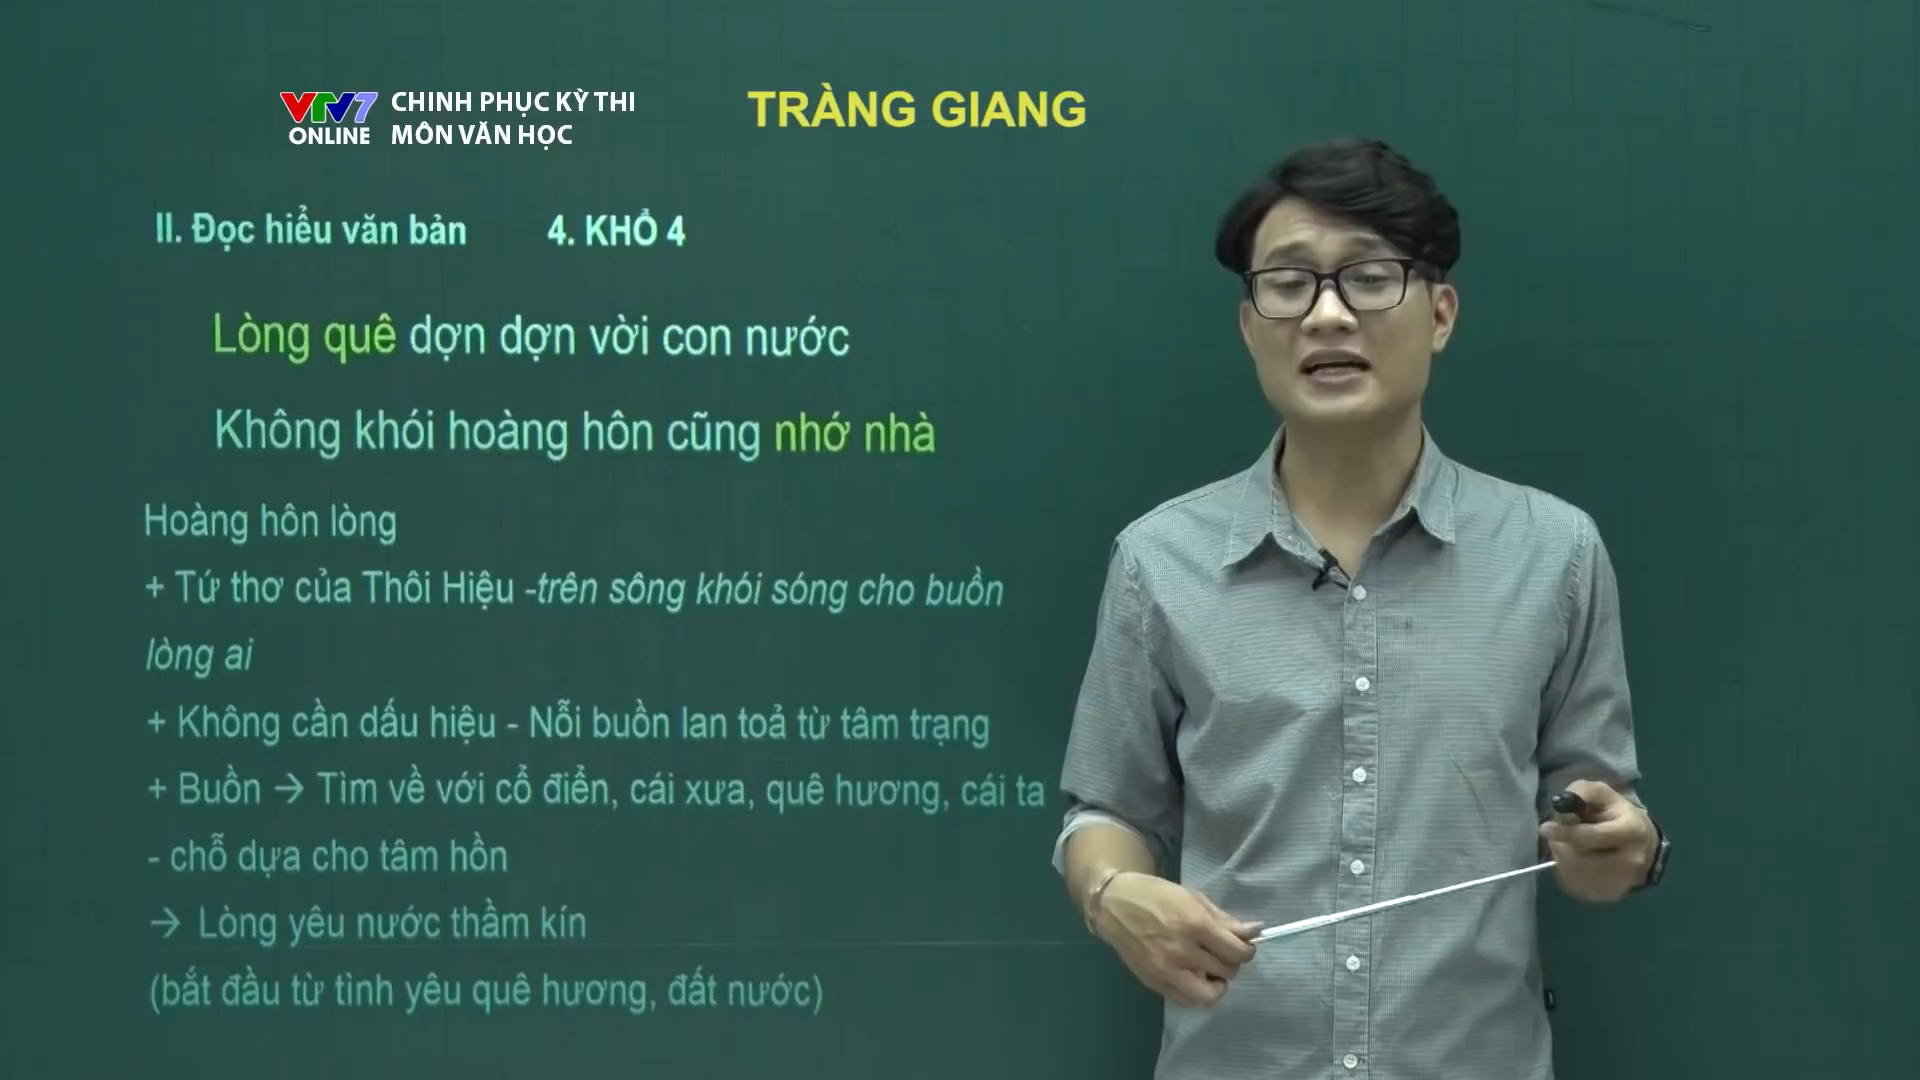 VTV7 ONLINE
CHINH PHỤC KỲ THI
MÔN VĂN HỌC
TRÀNG GIANG
II. Đọc hiểu văn bản 4. KHỔ 4
Lòng quê dợn dợn vời con nước
Không khói hoàng hôn cũng nhớ nhà
Hoàng hôn lòng
+ Tứ thơ của Thôi Hiệu -trên sông khói sóng cho buồn
lòng ai
+ Không cần dấu hiệu - Nỗi buồn lan toả từ tâm trạng
+ Buồn → Tìm về với cổ điển, cái xưa, quê hương, cái ta
- chỗ dựa cho tâm hồn
→ Lòng yêu nước thầm kín
(bắt đầu từ tình yêu quê hương, đất nước)